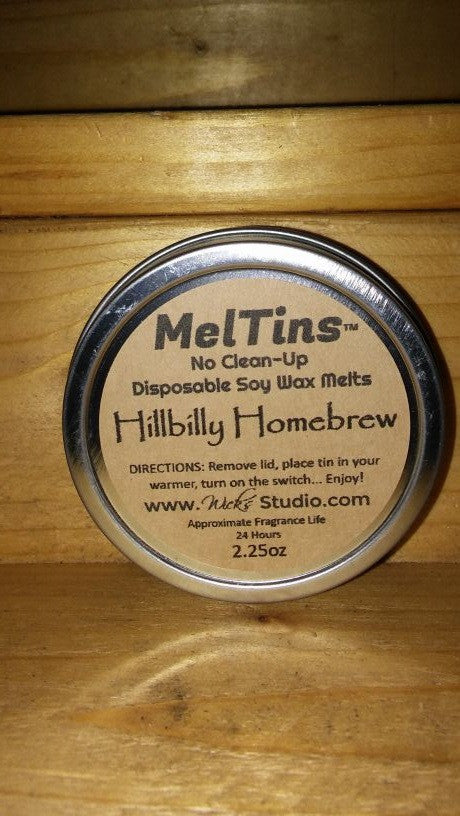 MelTins™
No Clean-Up
Disposable Soy Wax Melts
Hillbilly Homebrew
DIRECTIONS: Remove lid, place tin in your
warmer, turn on the switch... Enjoy!
www. Wicks Studio.com
Approximate Fragrance Life
24 Hours
2.25oz